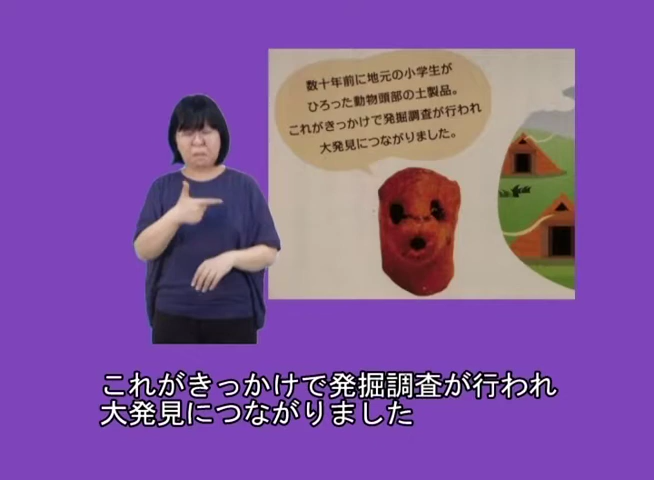 数十年前に地元の小学生が
ひろった動物頭部の土製品。
これがきっかけで発掘調査が行われ
大発見につながりました。
これがきっかけで発掘調査が行われ
大発見につながりました